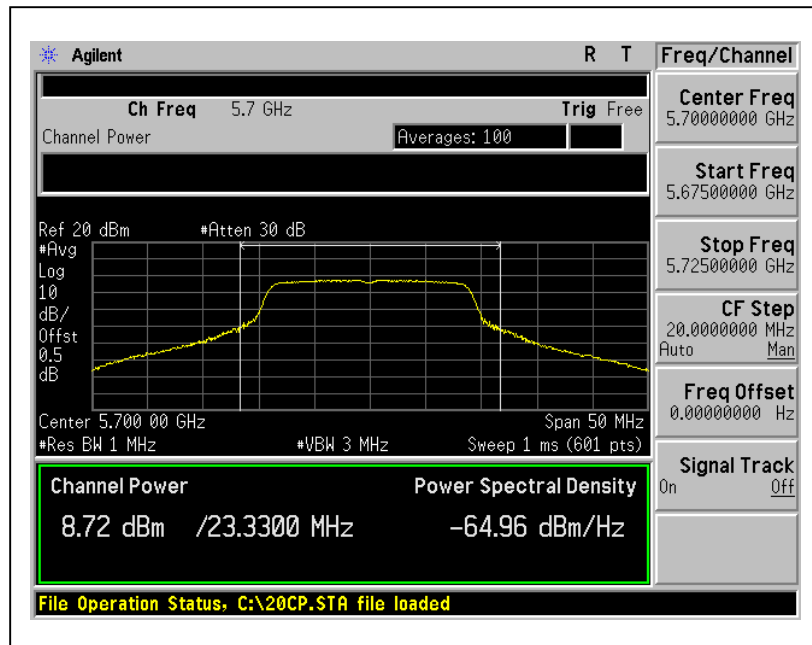 Agilent R T Freq/Channel
Ch Freq 5.7 GHz Trig Free
Channel Power Averages: 100
Ref 20 dBm #Atten 30 dB
#Avg
Log
10
dB/
Offst
0.5
dB
Center 5.700 00 GHz Span 50 MHz
#Res BW 1 MHz #VBW 3 MHz Sweep 1 ms (601 pts)
Channel Power Power Spectral Density
8.72 dBm /23.3300 MHz -64.96 dBm/Hz
File Operation Status, C:\20CP.STA file loaded
Center Freq
5.70000000 GHz
Start Freq
5.67500000 GHz
Stop Freq
5.72500000 GHz
CF Step
20.0000000 MHz
Auto Man
Freq Offset
0.00000000 Hz
Signal Track
On Off